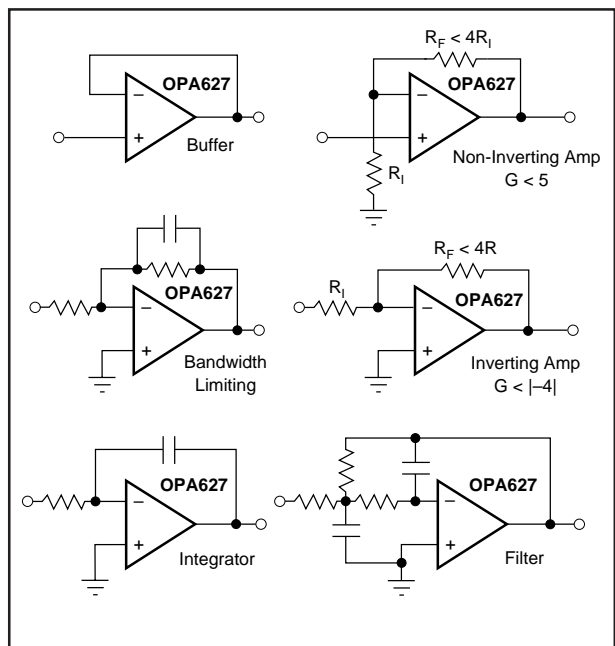 OPA627
−
+
Buffer
R_F < 4R_I
OPA627
−
+
R_I
Non-Inverting Amp
G < 5
OPA627
−
+
Bandwidth
Limiting
R_F < 4R
R_I
OPA627
−
+
Inverting Amp
G < |–4|
OPA627
−
+
Integrator
OPA627
−
+
Filter